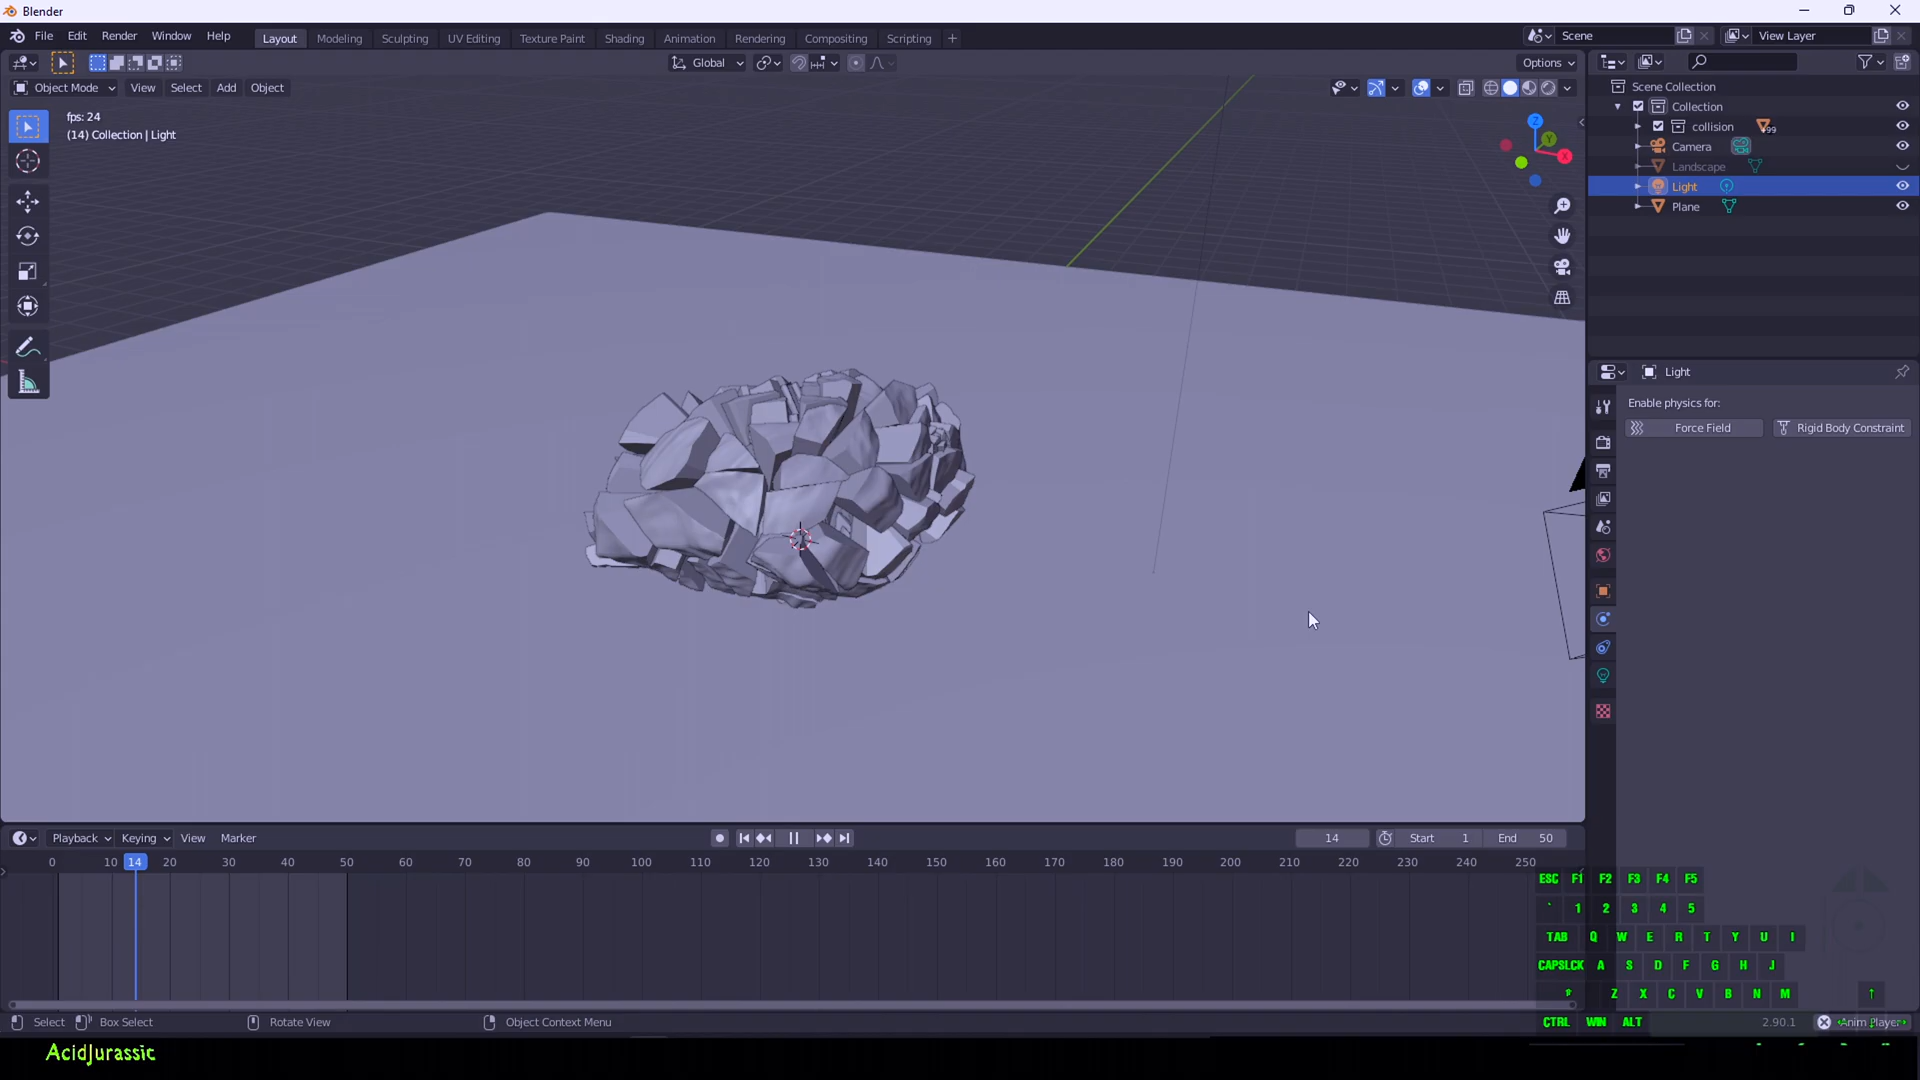 Blender
File Edit Render Window Help
Layout Modeling Sculpting UV Editing Texture Paint Shading Animation Rendering Compositing Scripting +
Scene
View Layer
Global
Options
Object Mode View Select Add Object
fps: 24
(14) Collection | Light
Z
Y
X
Scene Collection
Collection
collision
+99
Camera
Landscape
Light
Plane
Light
Enable physics for:
Force Field
Rigid Body Constraint
Playback Keying View Marker
14
Start 1
End 50
0 10 14 20 30 40 50 60 70 80 90 100 110 120 130 140 150 160 170 180 190 200 210 220 230 240 250
ESC F1 F2 F3 F4 F5
` 1 2 3 4 5
TAB Q W E R T Y U I
CAPSLCK A S D F G H J
Z X C V B N M
CTRL WIN ALT
Select Box Select Rotate View Object Context Menu
2.90.1
Anim Player
AcidJurassic